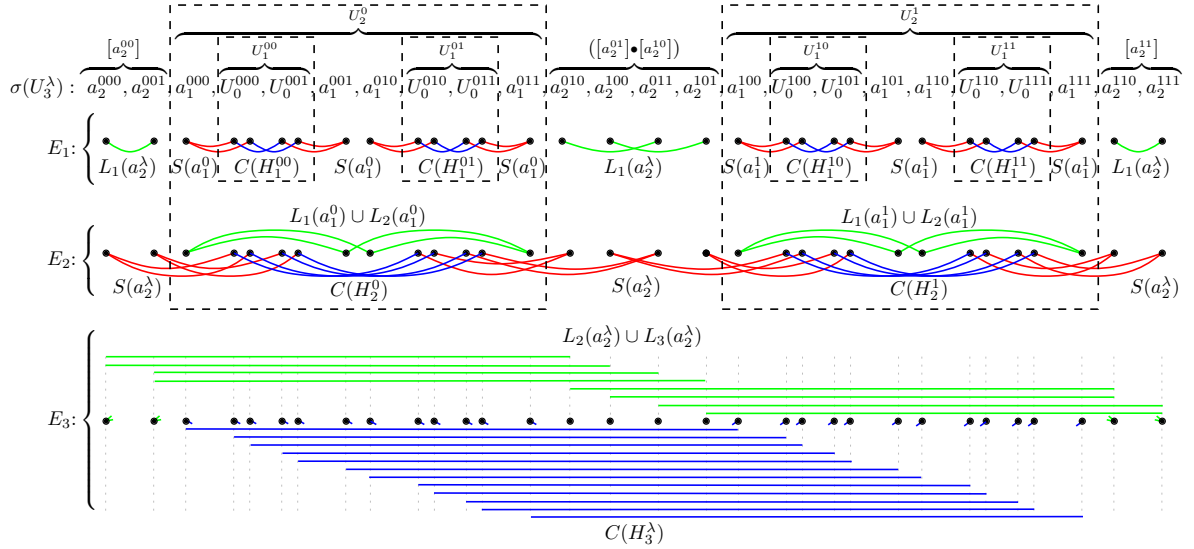 U_2^0 U_2^1
[a_2^{00}] U_1^{00} U_1^{01} ([a_2^{01}]•[a_2^{10}]) U_1^{10} U_1^{11} [a_2^{11}]
σ(U_3^λ) : a_2^{000}, a_2^{001}, a_1^{000}, U_0^{000}, U_0^{001}, a_1^{001}, a_1^{010}, U_0^{010}, U_0^{011}, a_1^{011}, a_2^{010}, a_2^{100}, a_2^{011}, a_2^{101}, a_1^{100}, U_0^{100}, U_0^{101}, a_1^{101}, a_1^{110}, U_0^{110}, U_0^{111}, a_1^{111}, a_2^{110}, a_2^{111}
E_1:
L_1(a_2^λ) S(a_1^0) C(H_1^{00}) S(a_1^0) C(H_1^{01}) S(a_1^0) L_1(a_2^λ) S(a_1^1) C(H_1^{10}) S(a_1^1) C(H_1^{11}) S(a_1^1) L_1(a_2^λ)
L_1(a_1^0) ∪ L_2(a_1^0) L_1(a_1^1) ∪ L_2(a_1^1)
E_2:
S(a_2^λ) C(H_2^0) S(a_2^λ) C(H_2^1) S(a_2^λ)
L_2(a_2^λ) ∪ L_3(a_2^λ)
E_3:
C(H_3^λ)